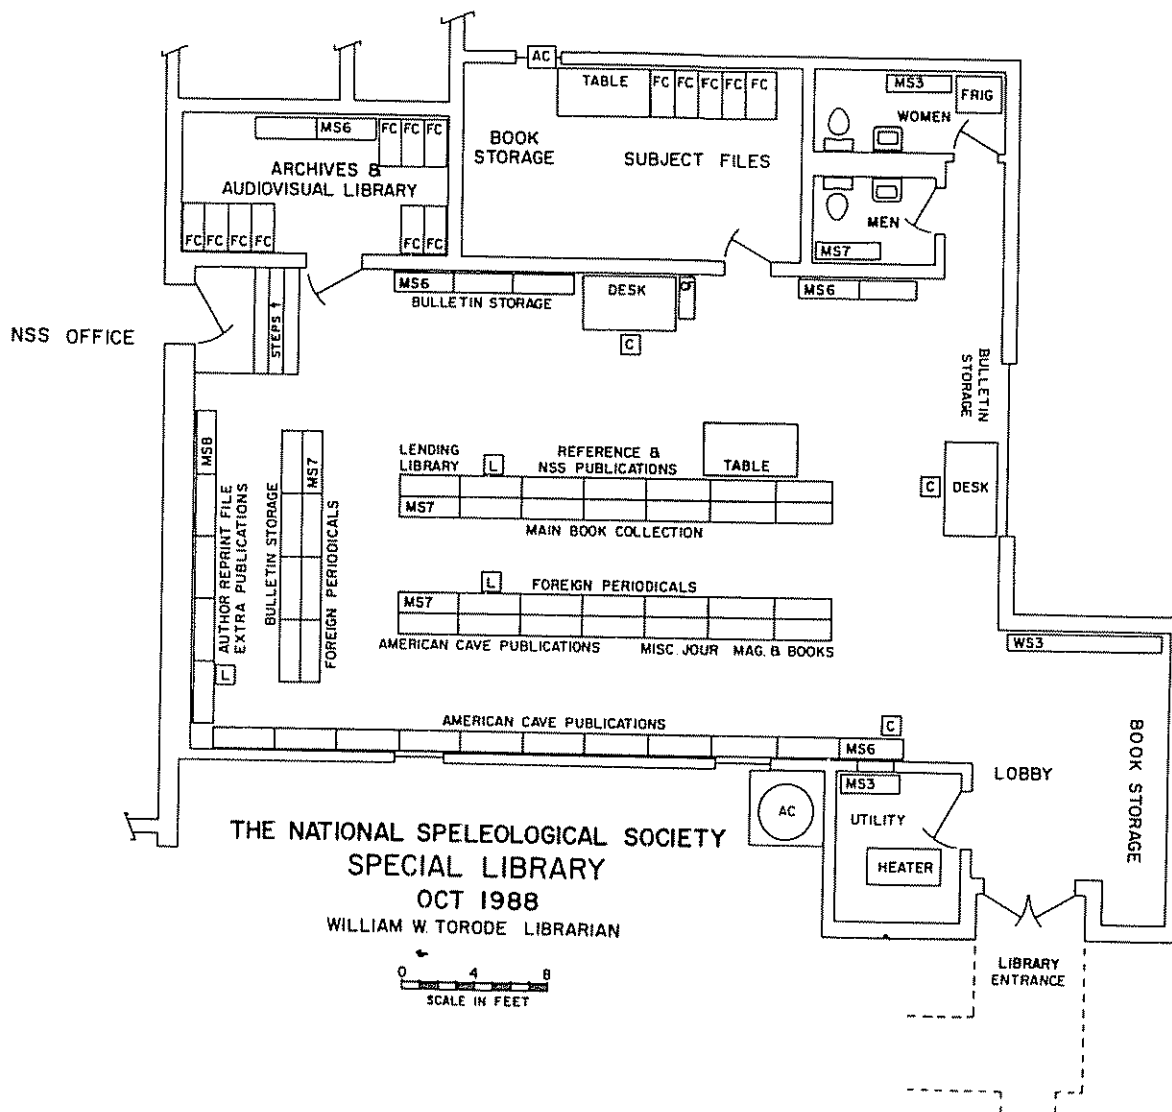 AC
TABLE
FC FC FC FC FC
MS3
FRIG
WOMEN
MS6
FC FC FC
BOOK
STORAGE
SUBJECT FILES
ARCHIVES &
AUDIOVISUAL LIBRARY
MEN
FC FC FC FC
FC FC
MS7
MS6
BULLETIN STORAGE
DESK
CF
MS6
C
STEPS ↑
NSS OFFICE
BULLETIN
STORAGE
MS8
MS7
LENDING
LIBRARY
L
REFERENCE &
NSS PUBLICATIONS
TABLE
C
DESK
MS7
MAIN BOOK COLLECTION
AUTHOR REPRINT FILE
EXTRA PUBLICATIONS
BULLETIN STORAGE
FOREIGN PERIODICALS
L
FOREIGN PERIODICALS
MS7
AMERICAN CAVE PUBLICATIONS
MISC. JOUR
MAG. & BOOKS
WS3
L
AMERICAN CAVE PUBLICATIONS
C
MS6
LOBBY
BOOK STORAGE
MS3
AC
UTILITY
HEATER
THE NATIONAL SPELEOLOGICAL SOCIETY
SPECIAL LIBRARY
OCT 1988
WILLIAM W. TORODE LIBRARIAN
0 4 8
SCALE IN FEET
LIBRARY
ENTRANCE